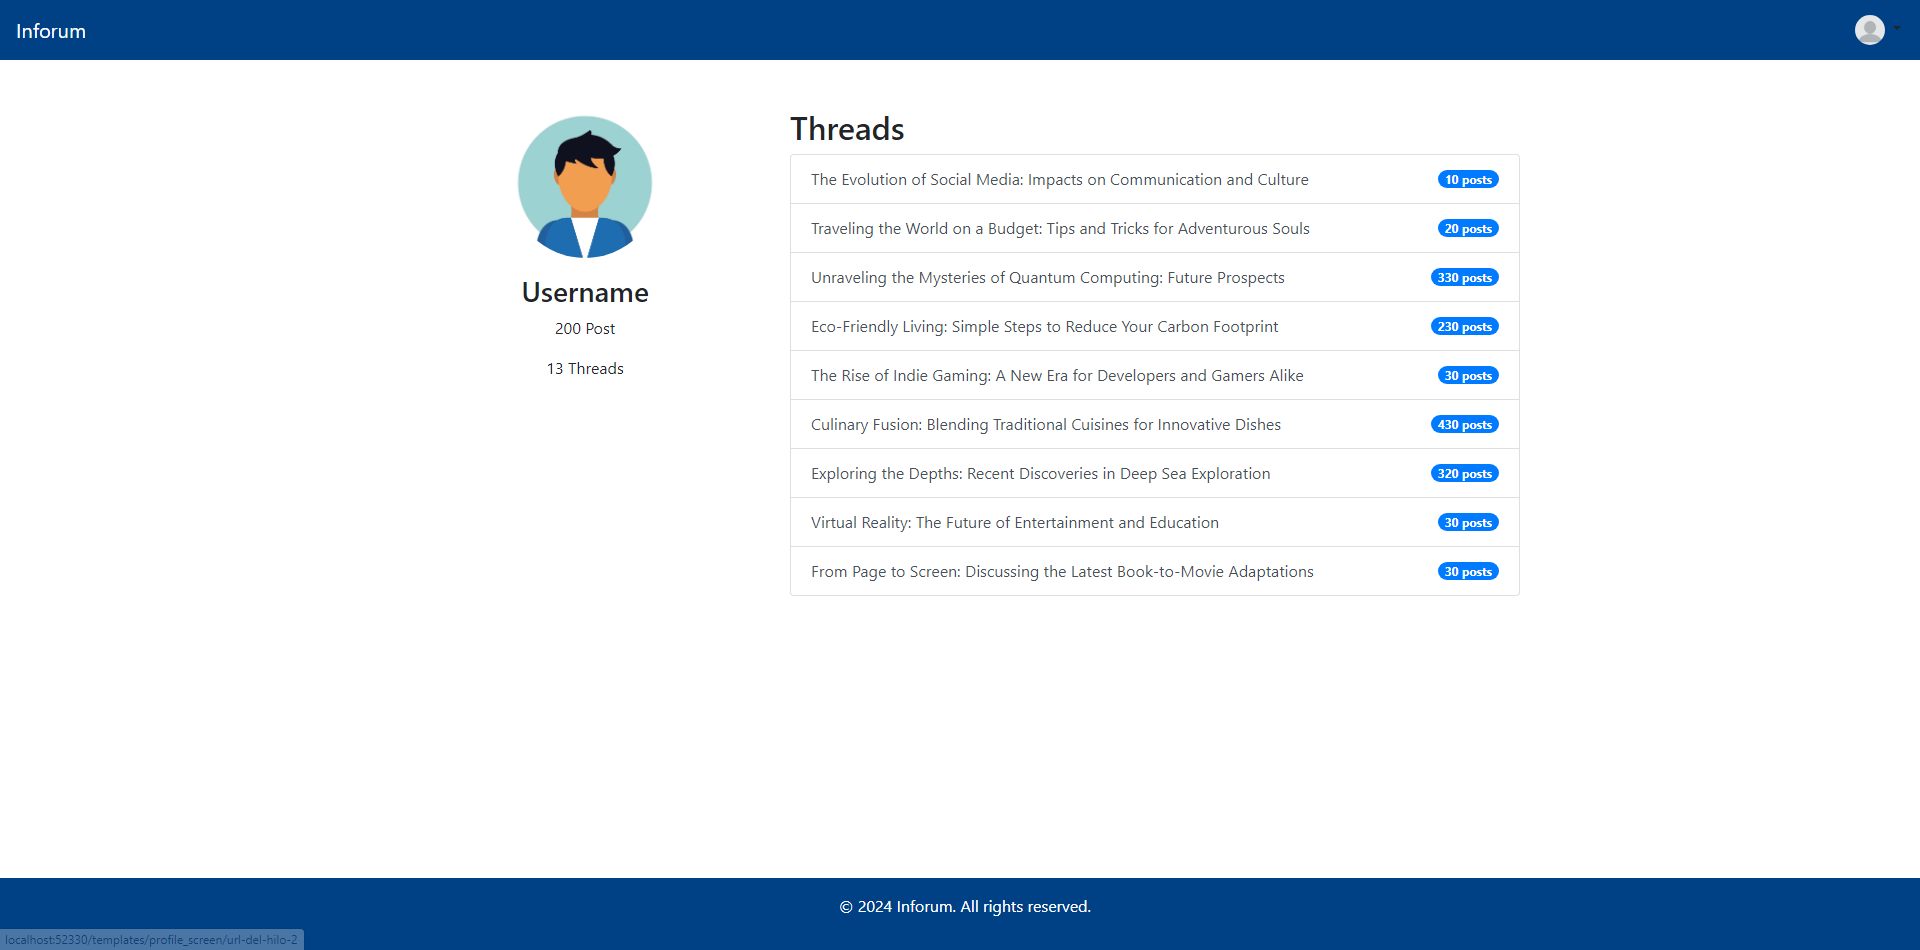 Inforum
Username
200 Post
13 Threads
Threads
The Evolution of Social Media: Impacts on Communication and Culture 10 posts
Traveling the World on a Budget: Tips and Tricks for Adventurous Souls 20 posts
Unraveling the Mysteries of Quantum Computing: Future Prospects 330 posts
Eco-Friendly Living: Simple Steps to Reduce Your Carbon Footprint 230 posts
The Rise of Indie Gaming: A New Era for Developers and Gamers Alike 30 posts
Culinary Fusion: Blending Traditional Cuisines for Innovative Dishes 430 posts
Exploring the Depths: Recent Discoveries in Deep Sea Exploration 320 posts
Virtual Reality: The Future of Entertainment and Education 30 posts
From Page to Screen: Discussing the Latest Book-to-Movie Adaptations 30 posts
© 2024 Inforum. All rights reserved.
localhost:52330/templates/profile_screen/url-del-hilo-2